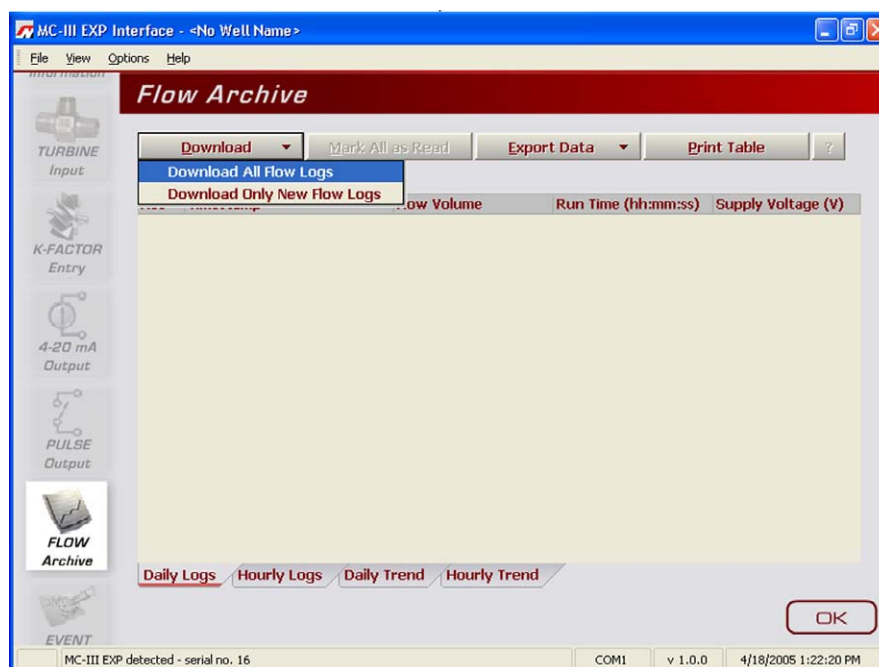 MC-III EXP Interface - <No Well Name>
File View Options Help
Information
Flow Archive
TURBINE
Input
K-FACTOR
Entry
4-20 mA
Output
PULSE
Output
FLOW
Archive
EVENT
Download Mark All as Read Export Data Print Table ?
Download All Flow Logs
Download Only New Flow Logs
Flow Volume Run Time (hh:mm:ss) Supply Voltage (V)
Daily Logs Hourly Logs Daily Trend Hourly Trend
OK
MC-III EXP detected - serial no. 16 COM1 v 1.0.0 4/18/2005 1:22:20 PM